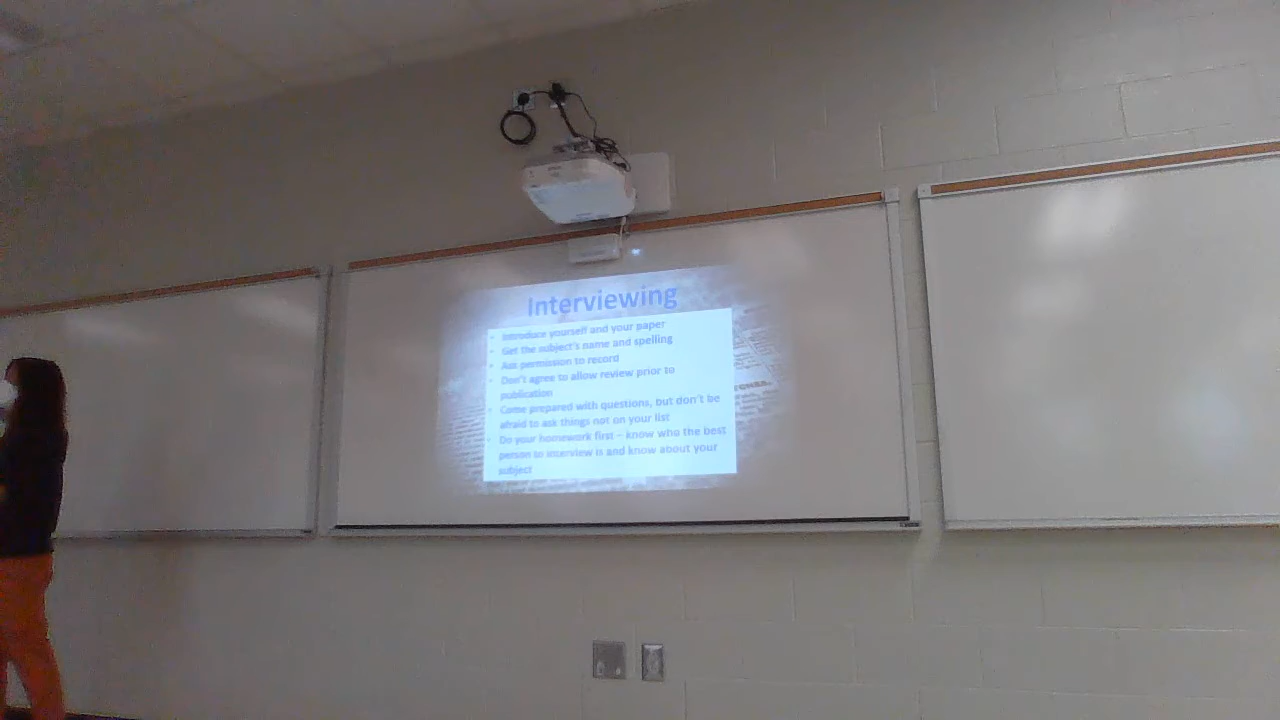 Interviewing
• Introduce yourself and your paper
• Get the subject's name and spelling
• Ask permission to record
• Don't agree to allow review prior to
publication
• Come prepared with questions, but don't be
afraid to ask things not on your list
• Do your homework first – know who the best
person to interview is and know about your
subject